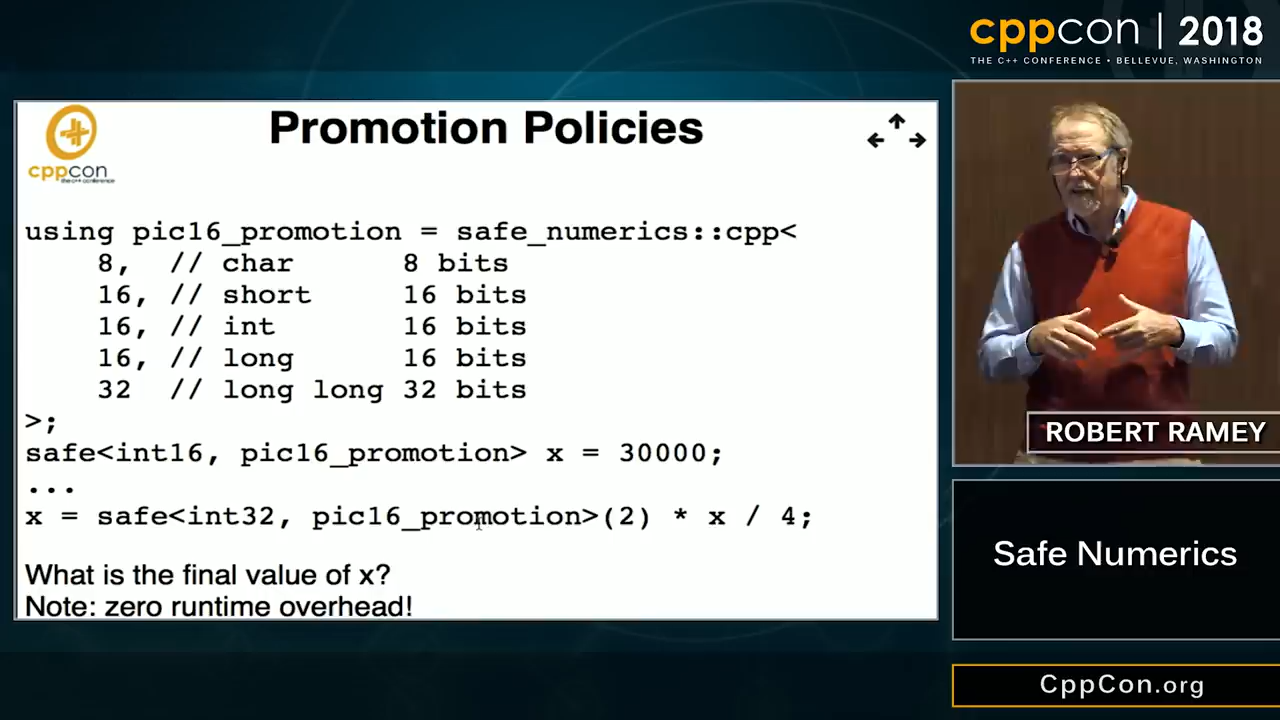 cppcon | 2018
THE C++ CONFERENCE • BELLEVUE, WASHINGTON
cppcon
the c++ conference
Promotion Policies
using pic16_promotion = safe_numerics::cpp<
8, // char 8 bits
16, // short 16 bits
16, // int 16 bits
16, // long 16 bits
32 // long long 32 bits
>;
safe<int16, pic16_promotion> x = 30000;
...
x = safe<int32, pic16_promotion>(2) * x / 4;
What is the final value of x?
Note: zero runtime overhead!
ROBERT RAMEY
Safe Numerics
CppCon.org